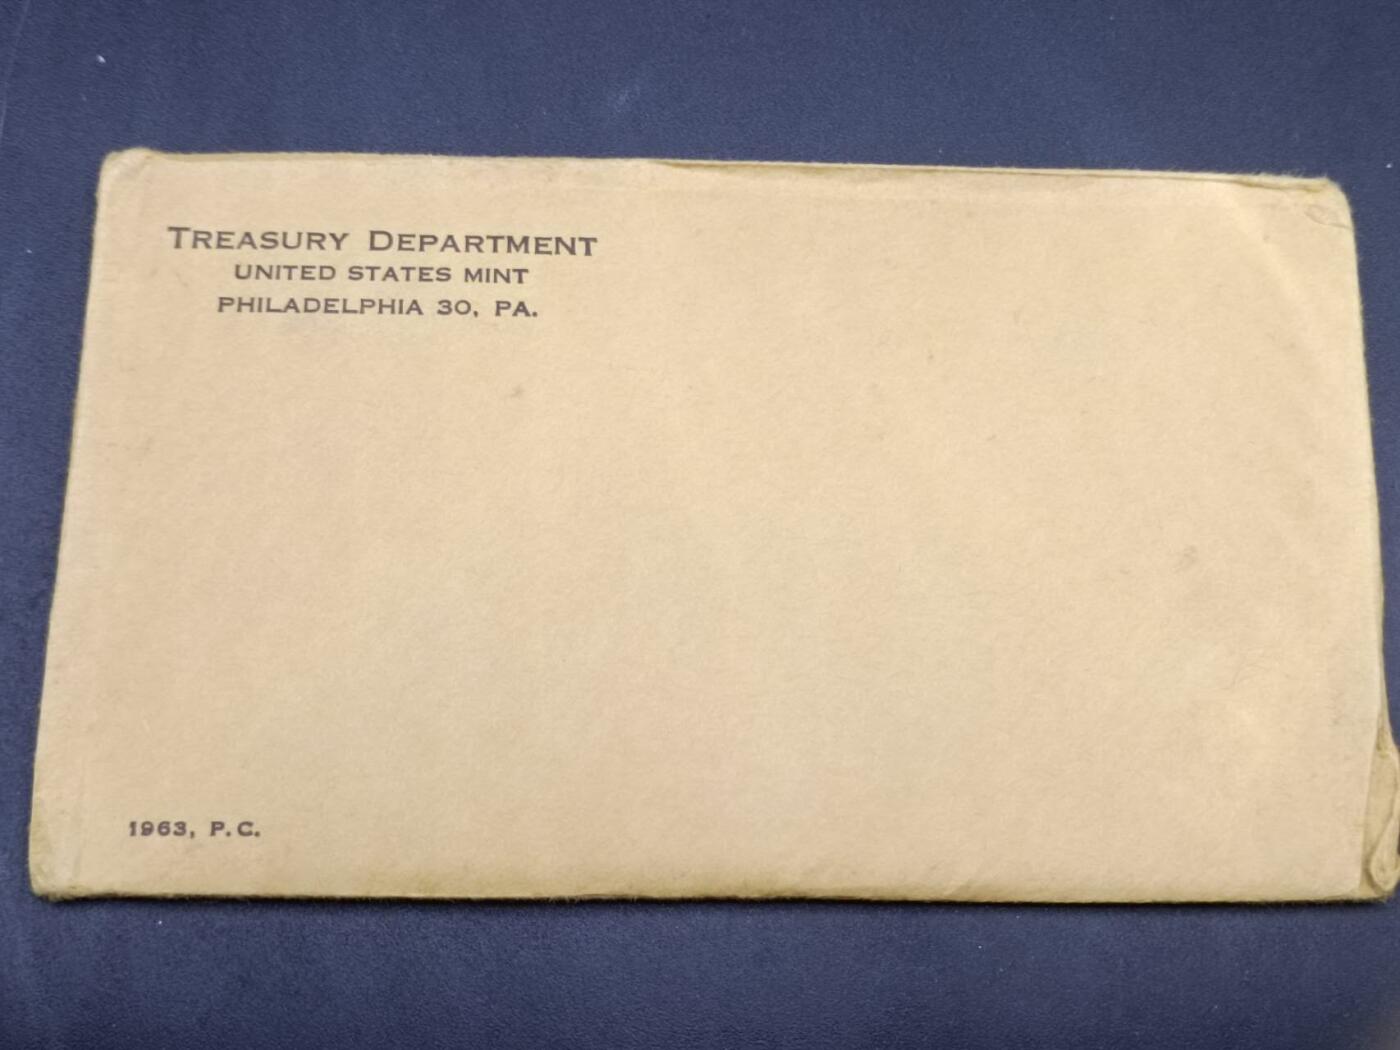 TREASURY DEPARTMENT
UNITED STATES MINT
PHILADELPHIA 30, PA.
1963, P.C.